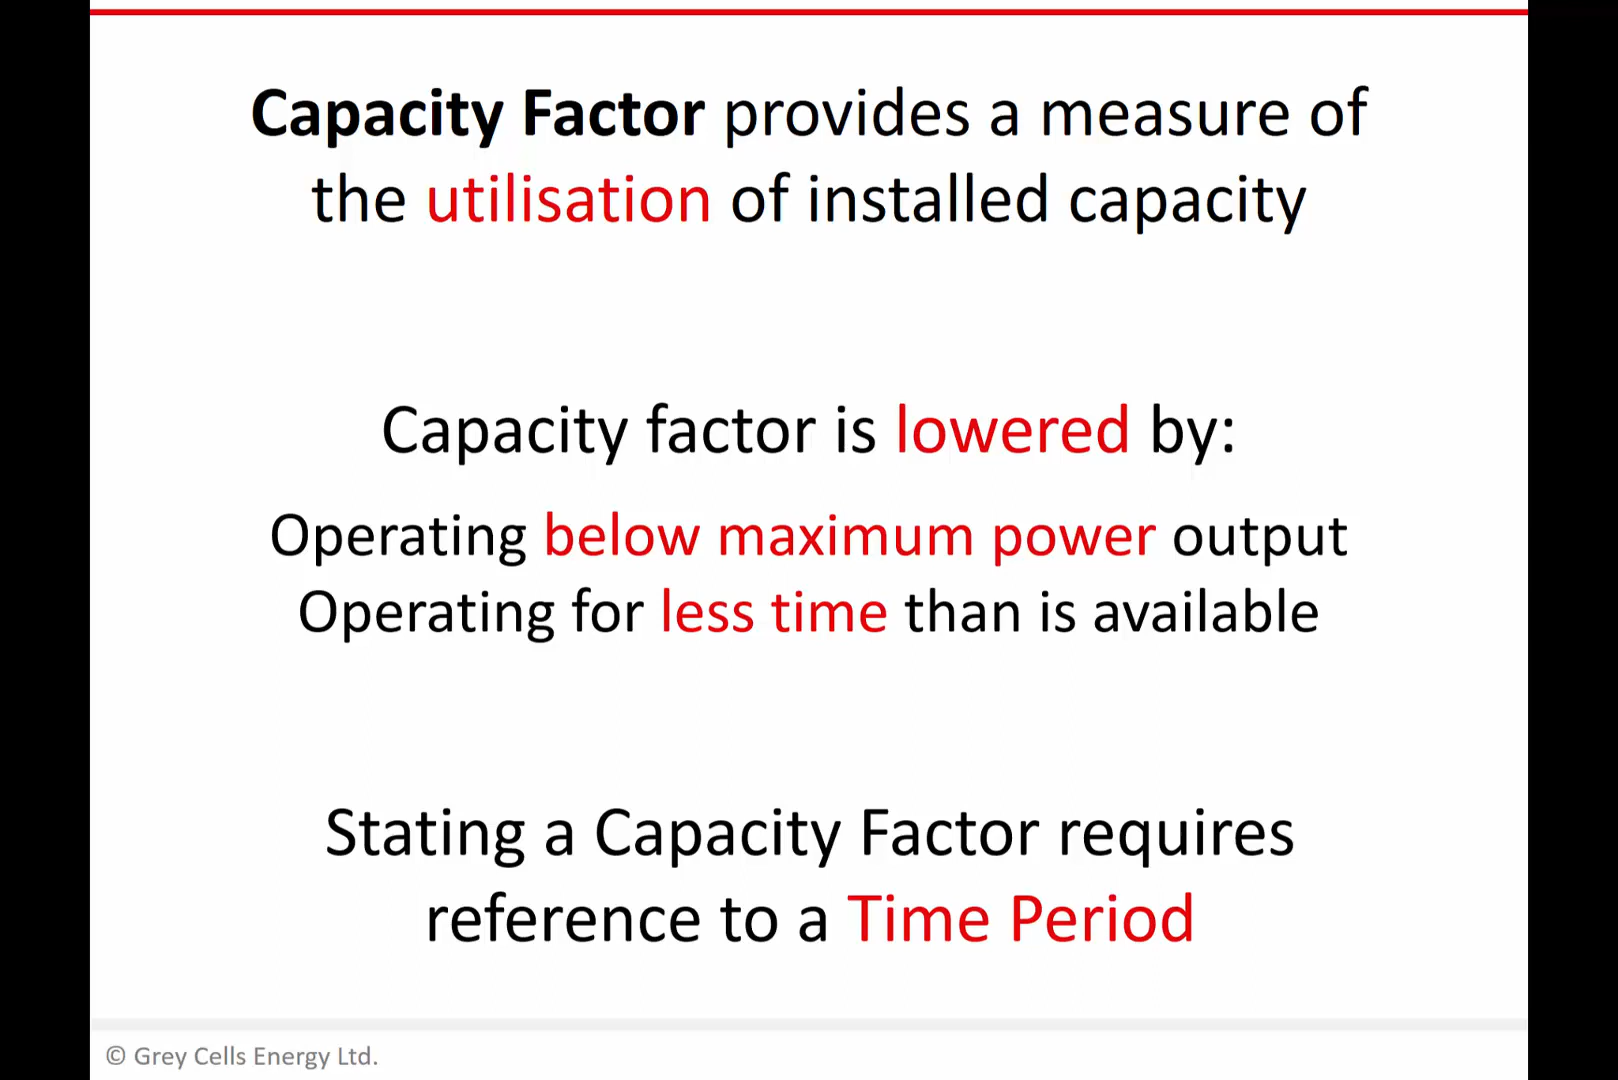 Capacity Factor provides a measure of
the utilisation of installed capacity
Capacity factor is lowered by:
Operating below maximum power output
Operating for less time than is available
Stating a Capacity Factor requires
reference to a Time Period
© Grey Cells Energy Ltd.